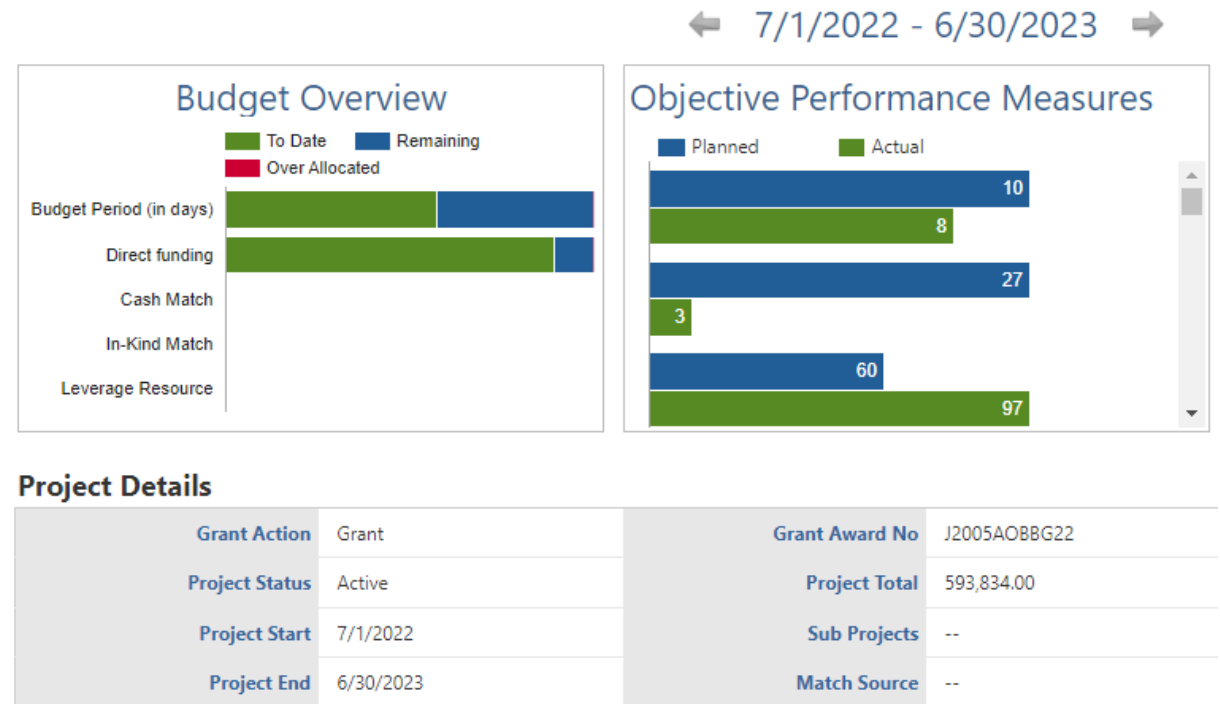 7/1/2022 - 6/30/2023
Budget Overview
To Date Remaining
Over Allocated
Budget Period (in days)
Direct funding
Cash Match
In-Kind Match
Leverage Resource
Objective Performance Measures
Planned Actual
10
8
27
3
60
97
Project Details
Grant Action Grant Grant Award No J2005AOBBG22
Project Status Active Project Total 593,834.00
Project Start 7/1/2022 Sub Projects --
Project End 6/30/2023 Match Source --